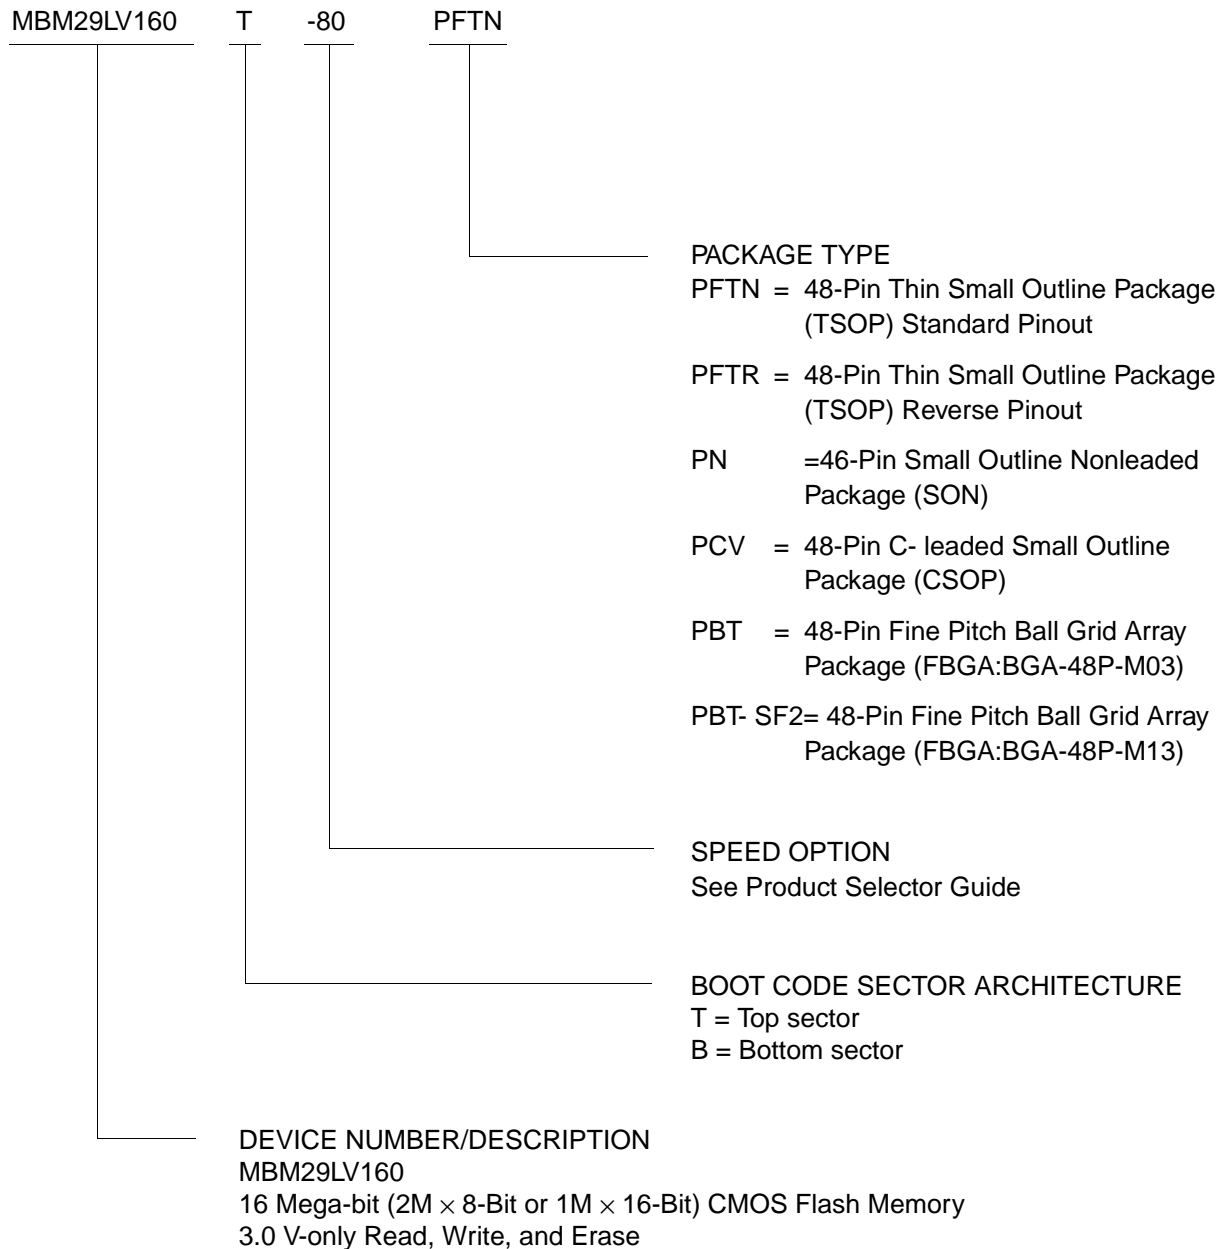 MBM29LV160 T -80 PFTN
PACKAGE TYPE
PFTN = 48-Pin Thin Small Outline Package
(TSOP) Standard Pinout
PFTR = 48-Pin Thin Small Outline Package
(TSOP) Reverse Pinout
PN =46-Pin Small Outline Nonleaded
Package (SON)
PCV = 48-Pin C- leaded Small Outline
Package (CSOP)
PBT = 48-Pin Fine Pitch Ball Grid Array
Package (FBGA:BGA-48P-M03)
PBT- SF2= 48-Pin Fine Pitch Ball Grid Array
Package (FBGA:BGA-48P-M13)
SPEED OPTION
See Product Selector Guide
BOOT CODE SECTOR ARCHITECTURE
T = Top sector
B = Bottom sector
DEVICE NUMBER/DESCRIPTION
MBM29LV160
16 Mega-bit (2M × 8-Bit or 1M × 16-Bit) CMOS Flash Memory
3.0 V-only Read, Write, and Erase